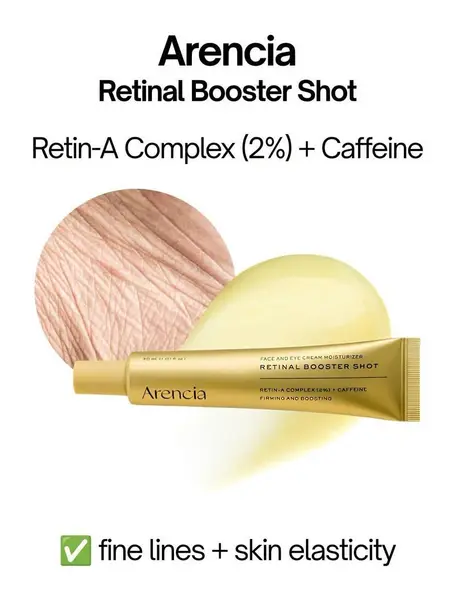 Arencia
Retinal Booster Shot
Retin-A Complex (2%) + Caffeine
FACE AND EYE CREAM MOISTURIZER
RETINAL BOOSTER SHOT
Arencia
RETIN-A COMPLEX(2%) + CAFFEINE
FIRMING AND BOOSTING
✅ fine lines + skin elasticity